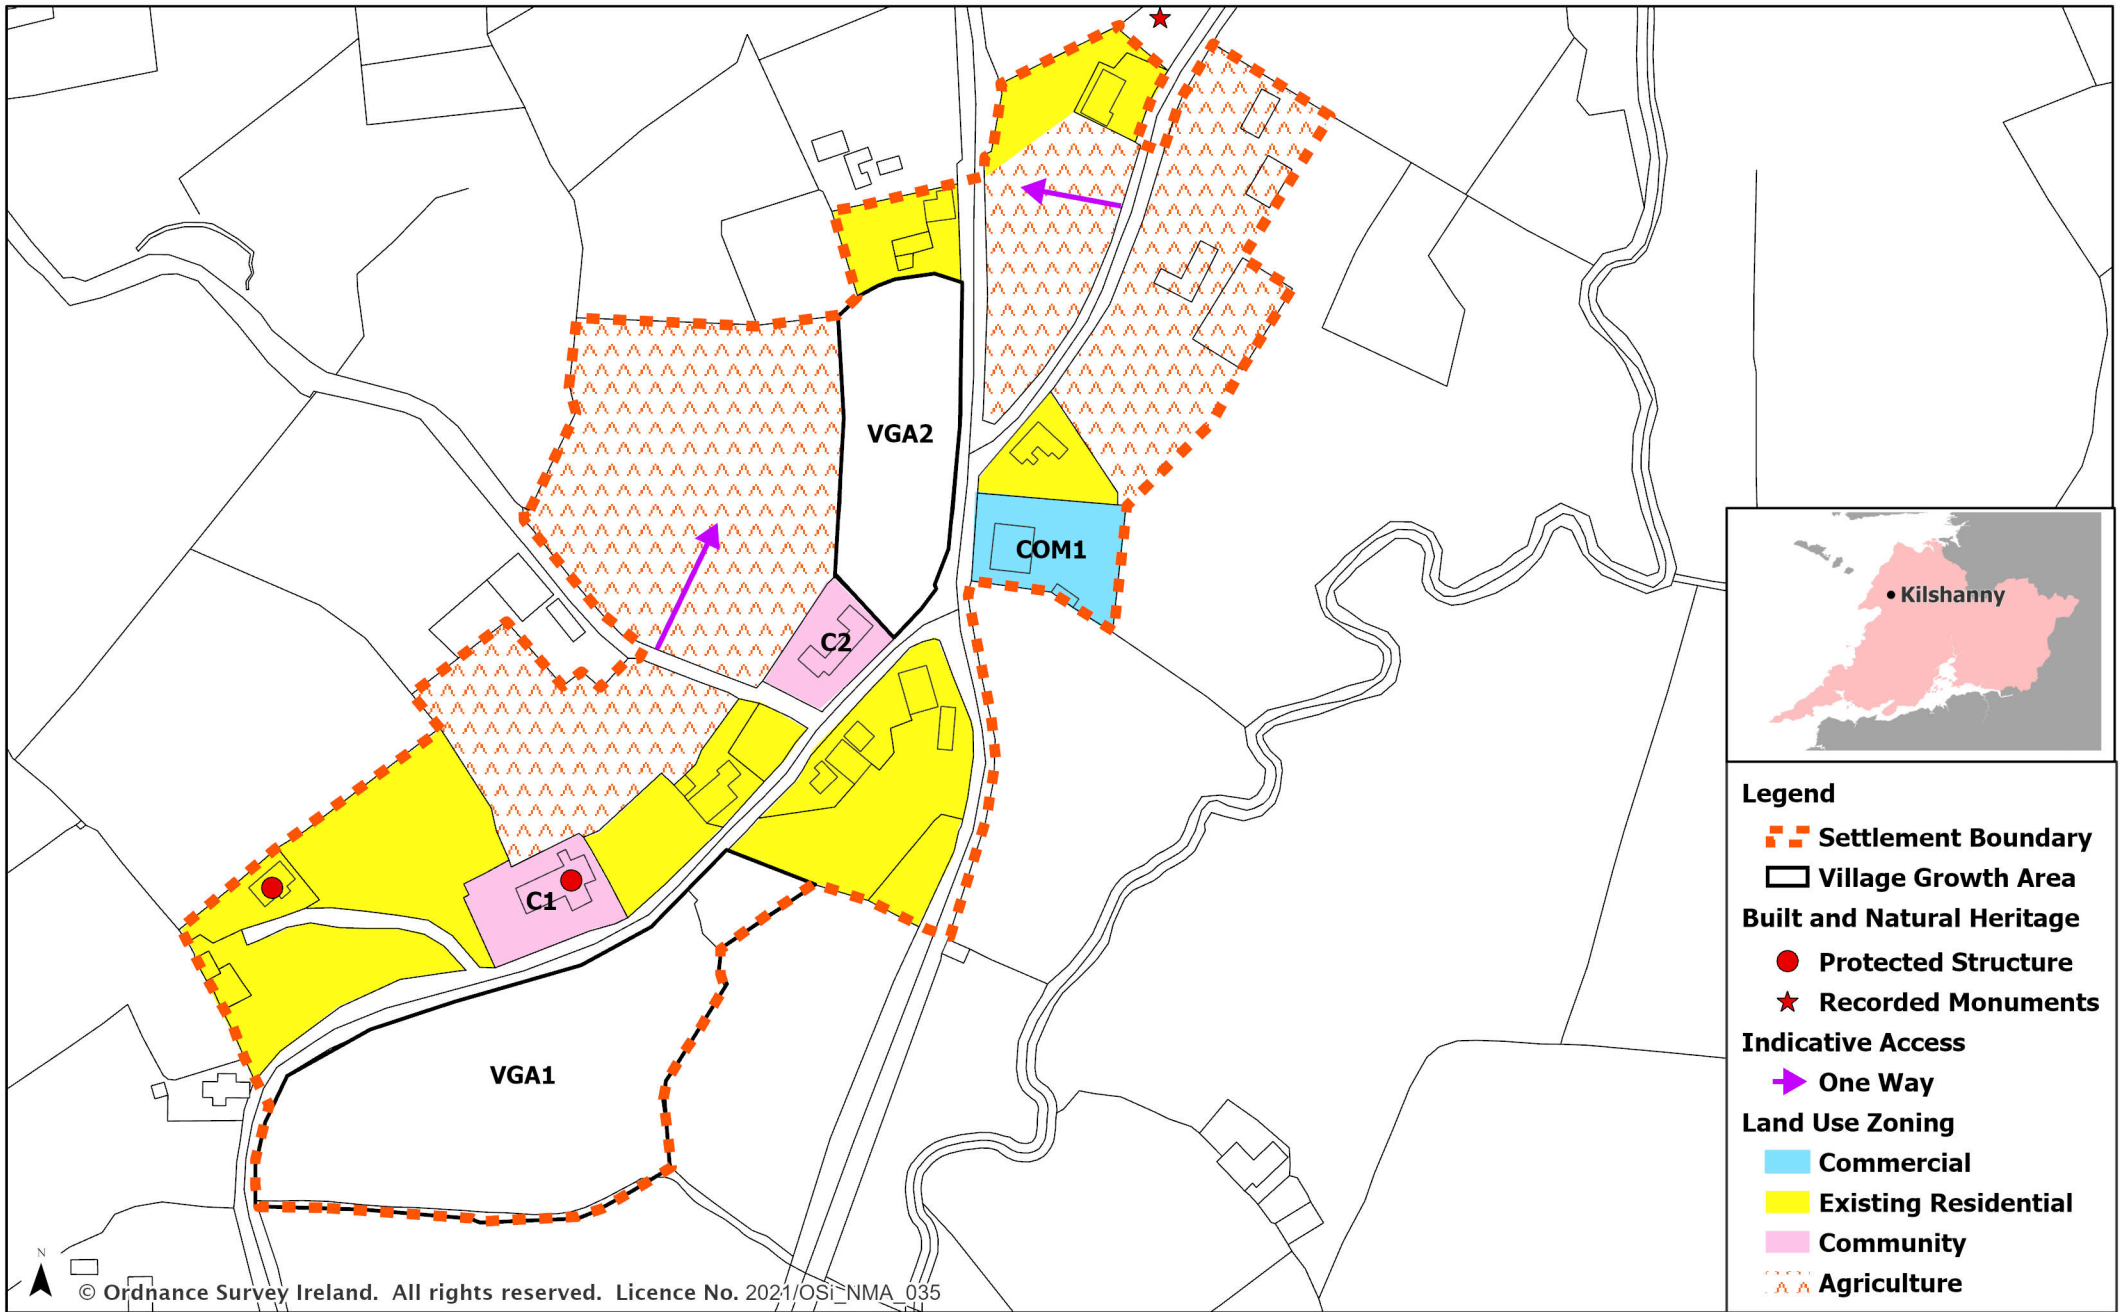 VGA2
COM1
C2
C1
VGA1
Kilshanny
Legend
Settlement Boundary
Village Growth Area
Built and Natural Heritage
Protected Structure
Recorded Monuments
Indicative Access
One Way
Land Use Zoning
Commercial
Existing Residential
Community
Agriculture
N
© Ordnance Survey Ireland. All rights reserved. Licence No. 2021/OSi_NMA_035